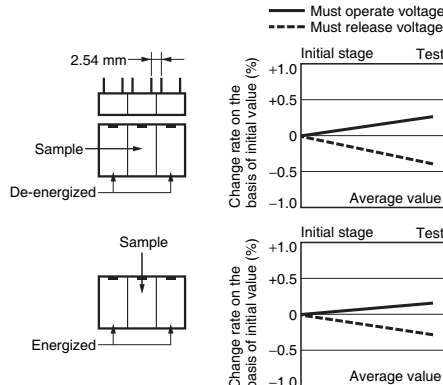 Must operate voltage
Must release voltage
2.54 mm
Sample
De-energized
Change rate on the
basis of initial value (%)
Initial stage
Test
+1.0
+0.5
0
−0.5
−1.0
Average value
Sample
Energized
Change rate on the
basis of initial value (%)
Initial stage
Test
+1.0
+0.5
0
−0.5
−1.0
Average value